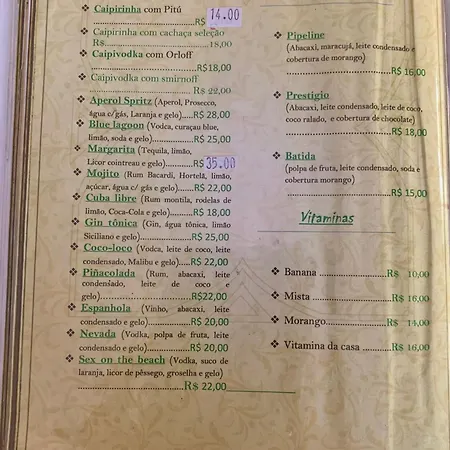 ❖ Caipirinha com Pitú
..............................R$ 14.00
Caipirinha com cachaça seleção
R$..............................18,00
❖ Caipivodka com Orloff
..............................R$18,00
Caipivodka com smirnoff
..............................R$ 22,00
❖ Aperol Spritz (Aperol, Prosecco,
água c/gás, Laranja e gelo)....R$ 28,00
❖ Blue lagoon (Vodca, curaçau blue,
limão, soda e gelo)..............R$ 25,00
❖ Margarita (Tequila, limão,
Licor cointreau e gelo)..........R$ 35.00
❖ Mojito (Rum Bacardi, Hortelã, limão,
açúcar, água c/ gás e gelo)....R$ 22,00
❖ Cuba libre (Rum montila, rodelas de
limão, Coca-Cola e gelo).......R$ 18,00
❖ Gin tônica (Gin, água tônica, limão
Siciliano e gelo)..................R$ 25,00
❖ Coco-loco (Vodca, leite de coco, leite
condensado, Malibu e gelo)...R$ 22,00
❖ Piñacolada (Rum, abacaxi, leite
condensado, leite de coco e
gelo)..............................R$22,00
❖ Espanhola (Vinho, abacaxi, leite
condensado e gelo)..............R$ 20,00
❖ Nevada (Vodka, polpa de fruta, leite
condensado e gelo)..............R$ 20,00
❖ Sex on the beach (Vodka, suco de
laranja, licor de pêssego, groselha e gelo)
..............................R$ 22,00
❖ Pipeline
(Abacaxi, maracujá, leite condensado e
cobertura de morango)
..............................R$ 16,00
❖ Prestigio
(Abacaxi, leite condensado, leite de coco,
coco ralado, e cobertura de chocolate)
..............................R$ 18,00
❖ Batida
(polpa de fruta, leite condensado, soda e
cobertura morango)
..............................R$ 15,00
Vitaminas
❖ Banana ..............................R$ 10,00
❖ Mista ..............................R$ 16,00
❖ Morango..............................R$ 14,00
❖ Vitamina da casa ....................R$ 16,00